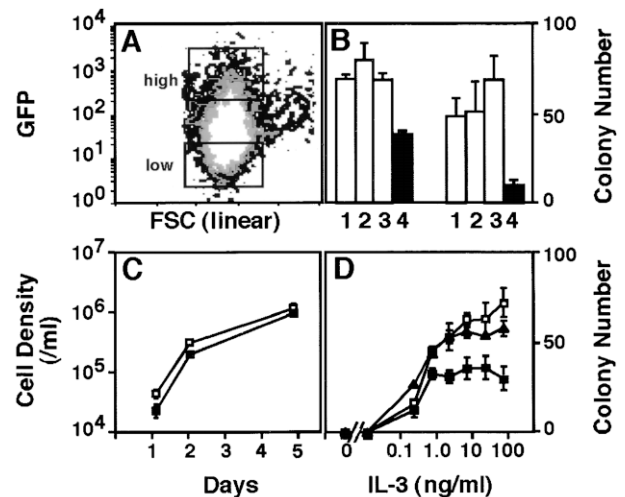 A
B
10⁴
10³
10²
10¹
10⁰
GFP
high
low
FSC (linear)
100
50
0
Colony Number
1 2 3 4
1 2 3 4
C
D
10⁷
10⁶
10⁵
10⁴
Cell Density
(/ml)
1 2 3 4 5
Days
100
50
0
Colony Number
0 0.1 1.0 10 100
IL-3 (ng/ml)